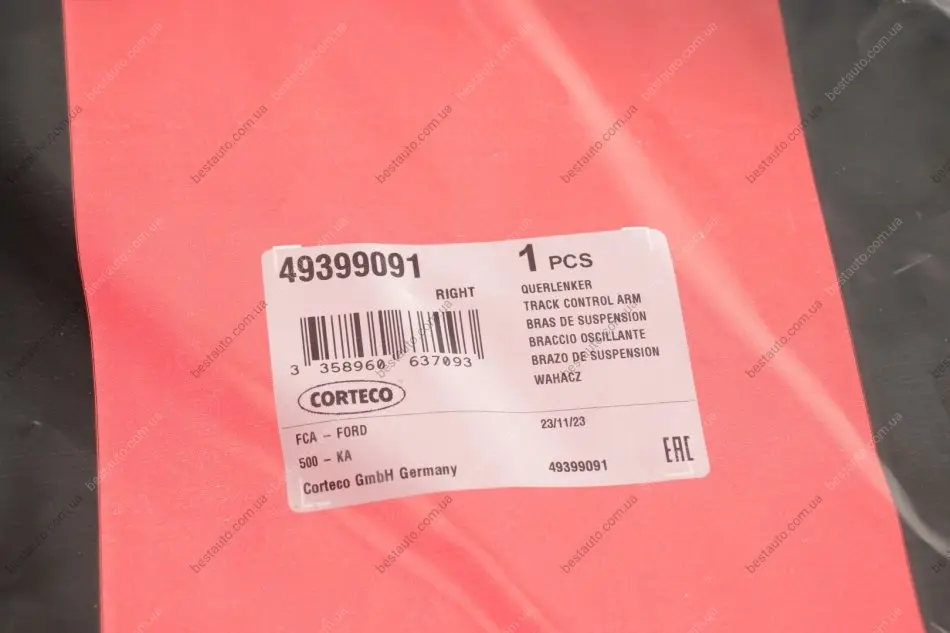 49399091
1 PCS
RIGHT
QUERLENKER
TRACK CONTROL ARM
BRAS DE SUSPENSION
BRACCIO OSCILLANTE
BRAZO DE SUSPENSION
WAHACZ
3 358960 637093
CORTECO
FCA - FORD
500 - KA
Corteco GmbH Germany
23/11/23
49399091
EAC
bestauto.com.ua